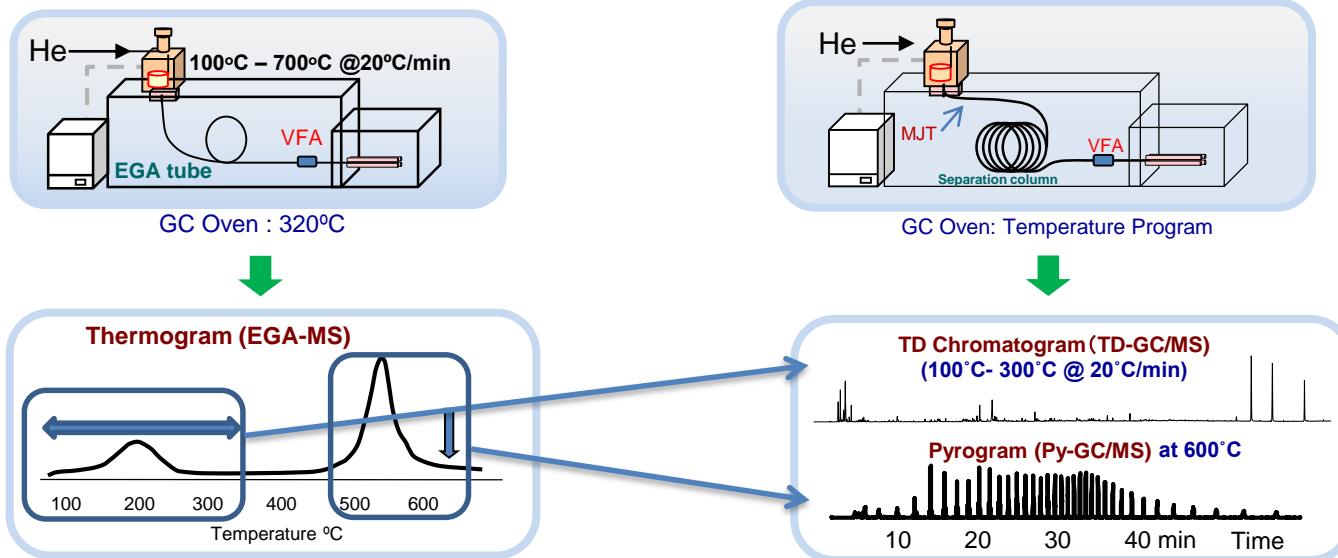 He
100ºC – 700ºC @20ºC/min
VFA
EGA tube
GC Oven : 320ºC
He
MJT
VFA
Separation column
GC Oven: Temperature Program
Thermogram (EGA-MS)
100 200 300 400 500 600
Temperature ºC
TD Chromatogram (TD-GC/MS)
(100˚C- 300˚C @ 20˚C/min)
Pyrogram (Py-GC/MS) at 600˚C
10 20 30 40 min Time